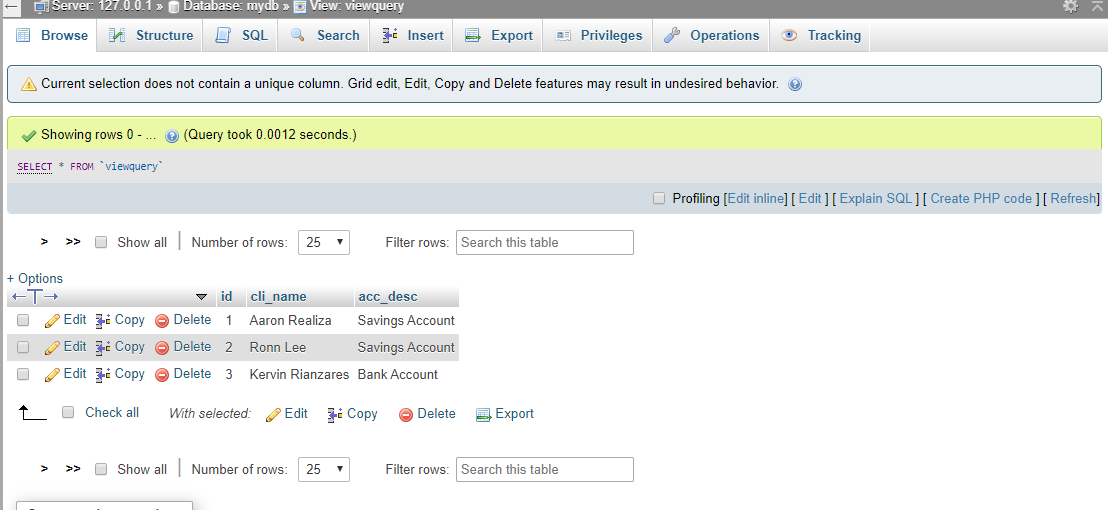 Server: 127.0.0.1 » Database: mydb » View: viewquery
Browse Structure SQL Search Insert Export Privileges Operations Tracking
Current selection does not contain a unique column. Grid edit, Edit, Copy and Delete features may result in undesired behavior.
Showing rows 0 - ... (Query took 0.0012 seconds.)
SELECT * FROM `viewquery`
Profiling [Edit inline] [ Edit ] [ Explain SQL ] [ Create PHP code ] [ Refresh]
> >> Show all | Number of rows: 25 Filter rows: Search this table
+ Options
←T→ id cli_name acc_desc
Edit Copy Delete 1 Aaron Realiza Savings Account
Edit Copy Delete 2 Ronn Lee Savings Account
Edit Copy Delete 3 Kervin Rianzares Bank Account
Check all With selected: Edit Copy Delete Export
> >> Show all | Number of rows: 25 Filter rows: Search this table